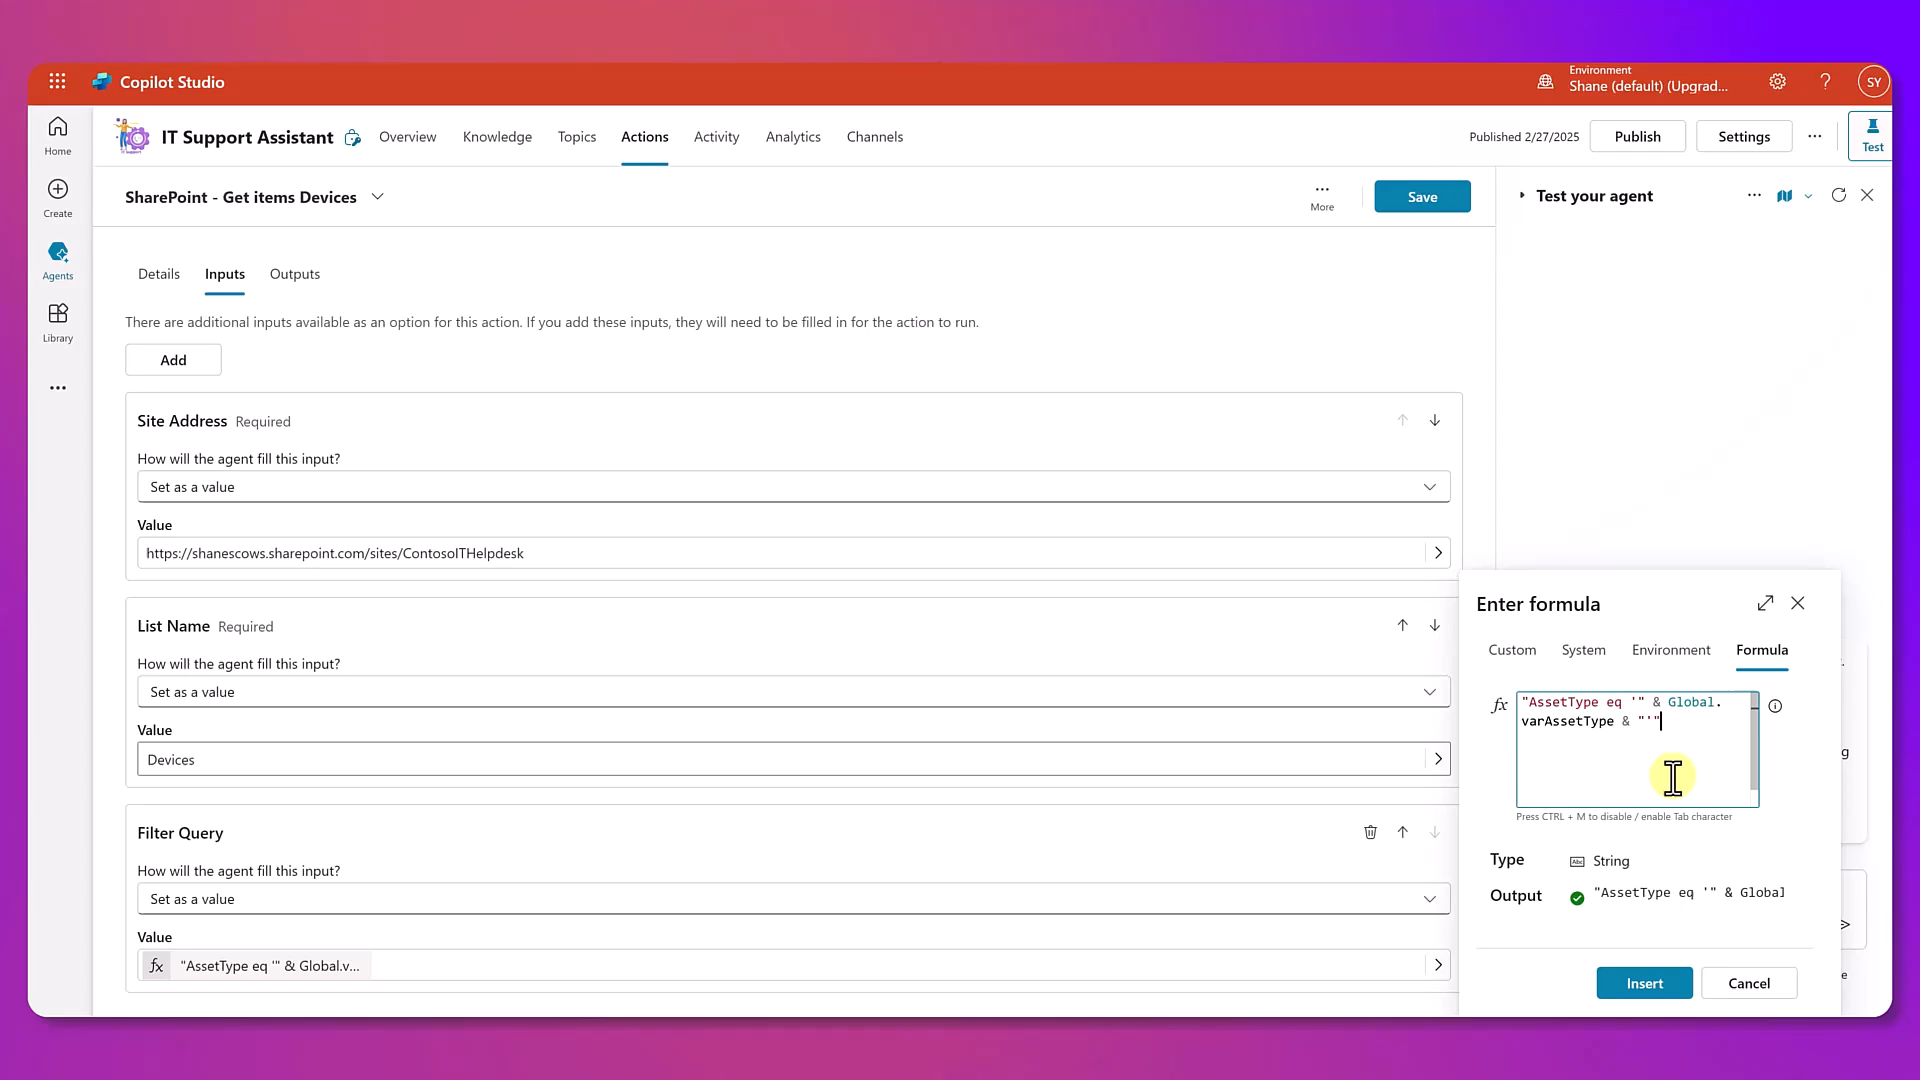 Copilot Studio
Environment
Shane (default) (Upgrad...
SY
Home
Create
Agents
Library
IT Support Assistant
Overview
Knowledge
Topics
Actions
Activity
Analytics
Channels
Published 2/27/2025
Publish
Settings
Test
SharePoint - Get items Devices
More
Save
Test your agent
Details
Inputs
Outputs
There are additional inputs available as an option for this action. If you add these inputs, they will need to be filled in for the action to run.
Add
Site Address Required
How will the agent fill this input?
Set as a value
Value
https://shanescows.sharepoint.com/sites/ContosoITHelpdesk
List Name Required
How will the agent fill this input?
Set as a value
Value
Devices
Filter Query
How will the agent fill this input?
Set as a value
Value
fx "AssetType eq '" & Global.v...
Enter formula
Custom
System
Environment
Formula
fx
"AssetType eq '" & Global.
varAssetType & "'"
Press CTRL + M to disable / enable Tab character
Type
Abc String
Output
"AssetType eq '" & Global
Insert
Cancel
g
e